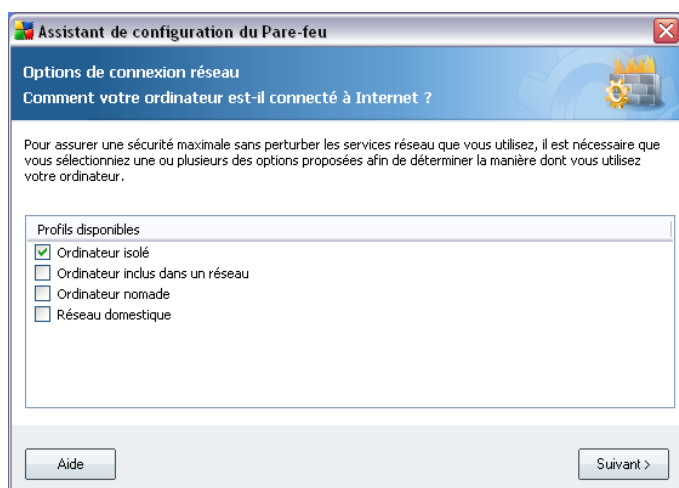 Assistant de configuration du Pare-feu
Options de connexion réseau
Comment votre ordinateur est-il connecté à Internet ?
Pour assurer une sécurité maximale sans perturber les services réseau que vous utilisez, il est nécessaire que
vous sélectionniez une ou plusieurs des options proposées afin de déterminer la manière dont vous utilisez
votre ordinateur.
Profils disponibles
Ordinateur isolé
Ordinateur inclus dans un réseau
Ordinateur nomade
Réseau domestique
Aide
Suivant >